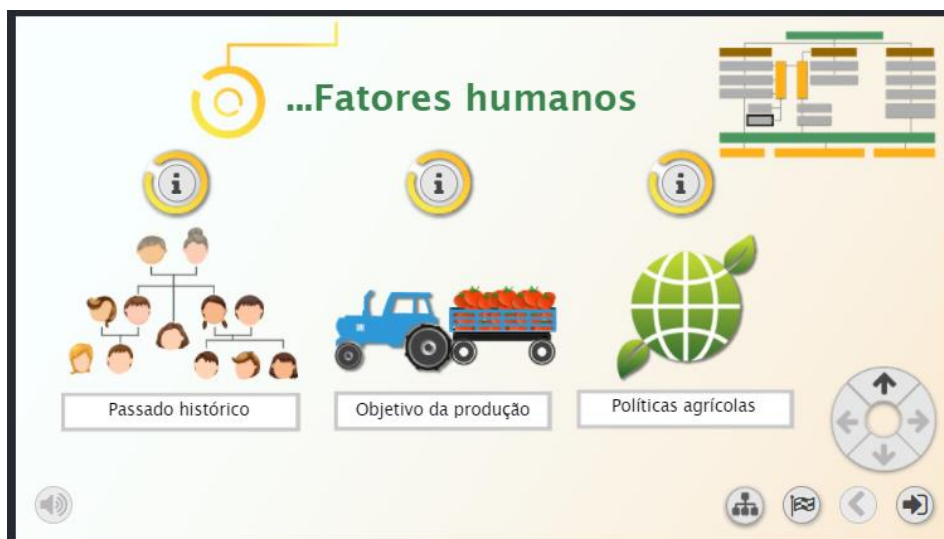 ...Fatores humanos
i
i
i
Passado histórico
Objetivo da produção
Políticas agrícolas